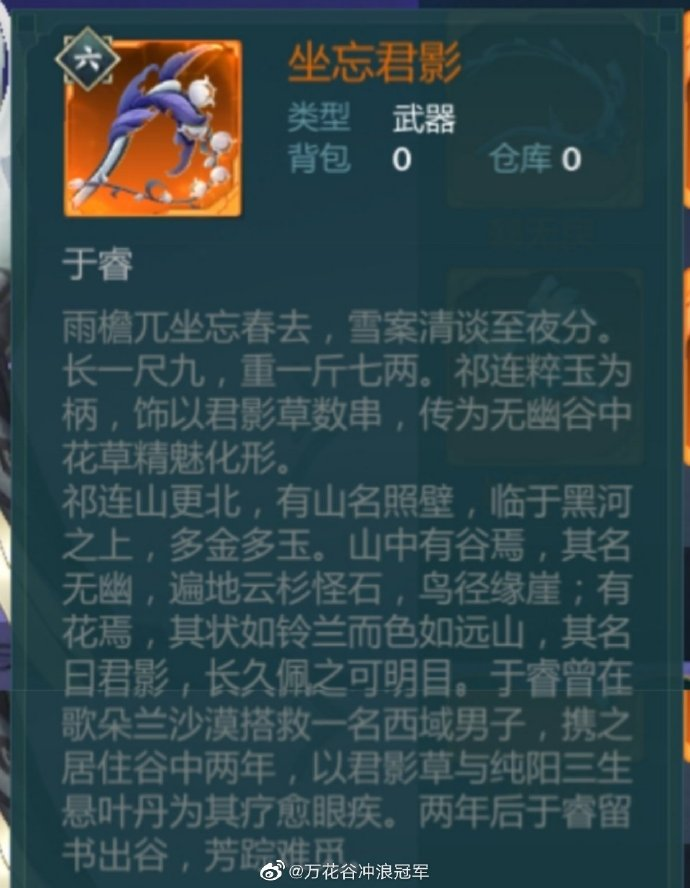 六
坐忘君影
类型 武器
背包 0 仓库 0
于睿
雨檐兀坐忘春去，雪案清谈至夜分。
长一尺九，重一斤七两。祁连粹玉为
柄，饰以君影草数串，传为无幽谷中
花草精魅化形。
祁连山更北，有山名照壁，临于黑河
之上，多金多玉。山中有谷焉，其名
无幽，遍地云杉怪石，鸟径缘崖；有
花焉，其状如铃兰而色如远山，其名
曰君影，长久佩之可明目。于睿曾在
歌朵兰沙漠搭救一名西域男子，携之
居住谷中两年，以君影草与纯阳三生
悬叶丹为其疗愈眼疾。两年后于睿留
书出谷，芳踪难觅。
@万花谷冲浪冠军